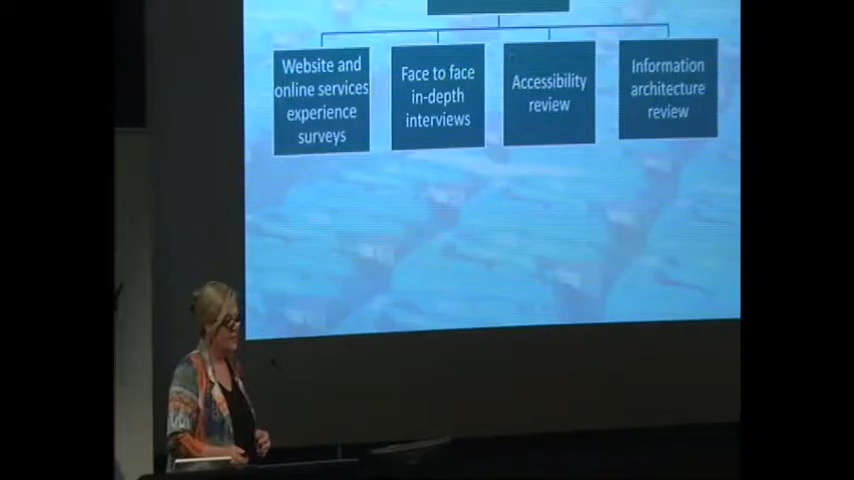 Website and
online services
experience
surveys
Face to face
in-depth
interviews
Accessibility
review
Information
architecture
review